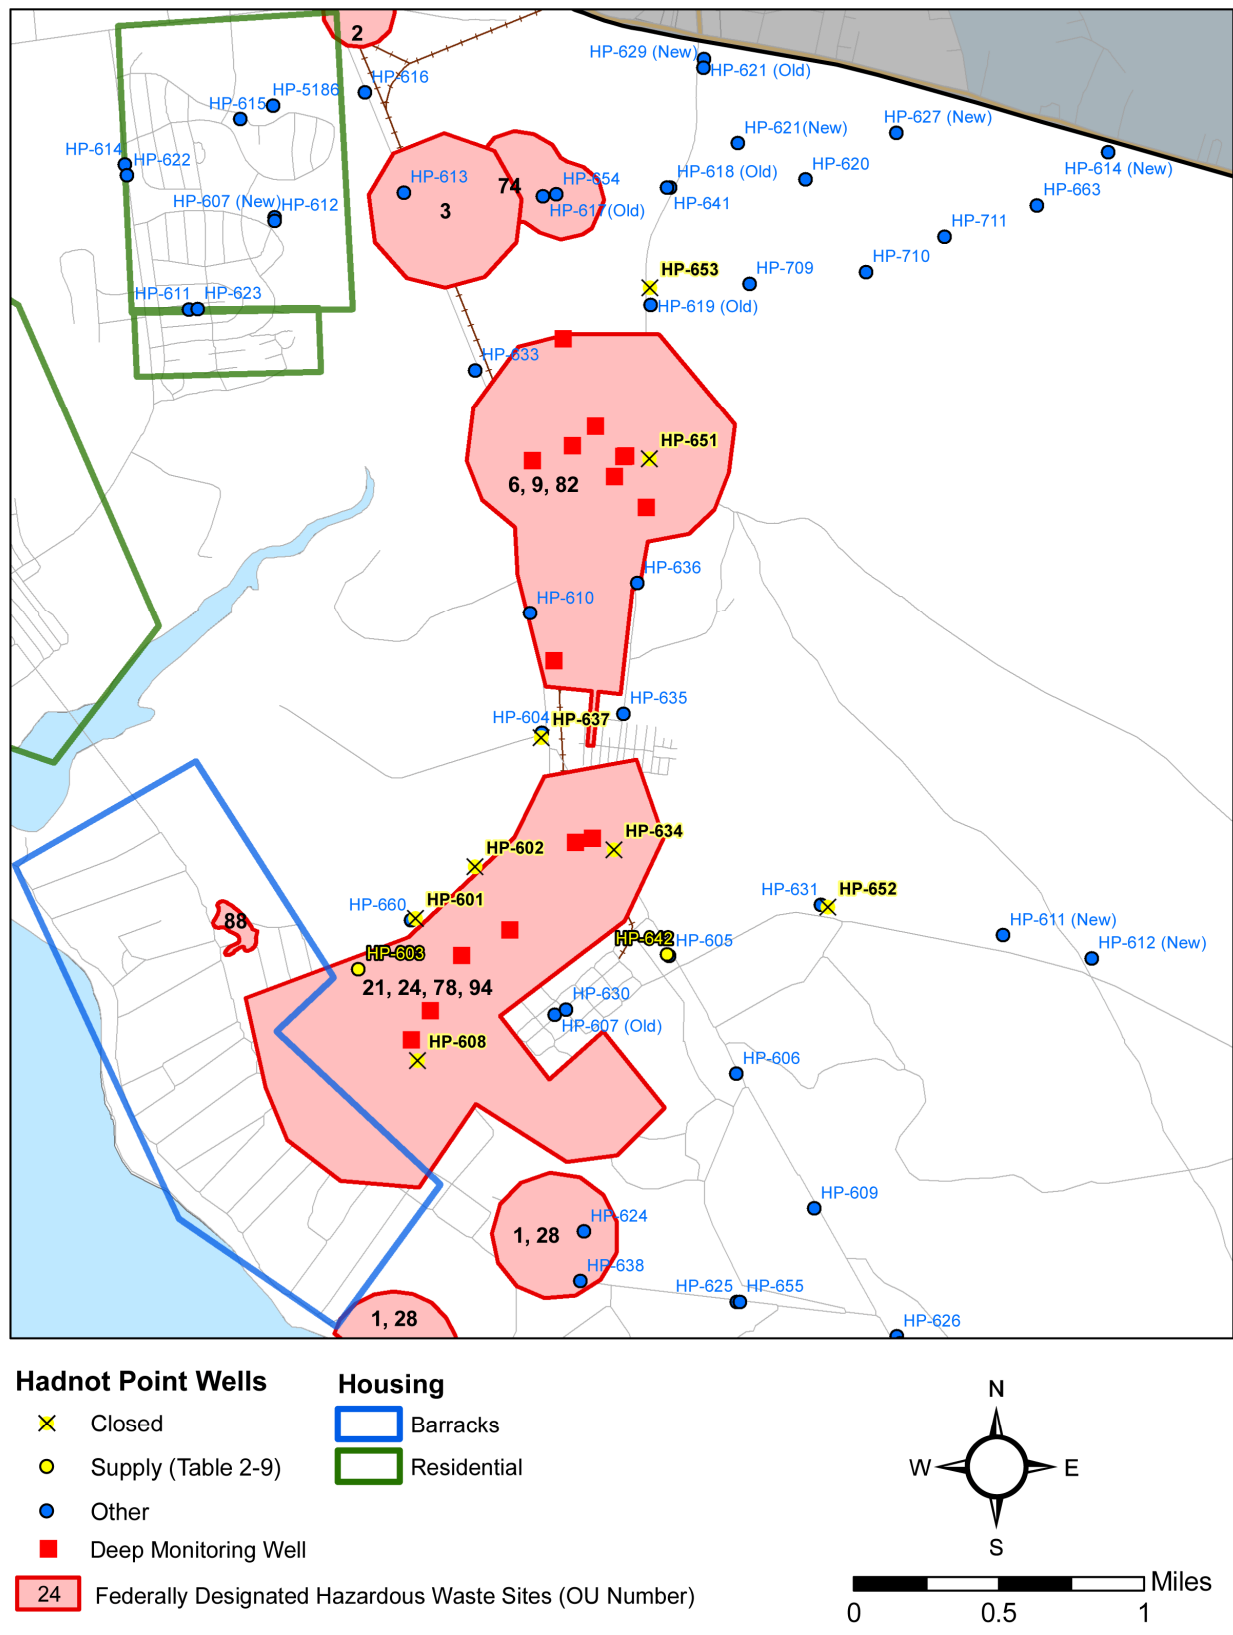 2
HP-629 (New)
HP-621 (Old)
HP-616
HP-5186
HP-615
HP-627 (New)
HP-621(New)
HP-614
HP-622
HP-614 (New)
HP-620
HP-618 (Old)
HP-613
74
HP-654
HP-641
HP-663
HP-607 (New)
HP-612
3
HP-617(Old)
HP-711
HP-710
HP-653
HP-709
HP-611
HP-623
HP-619 (Old)
HP-633
HP-651
6, 9, 82
HP-636
HP-610
HP-635
HP-604
HP-637
HP-634
HP-602
HP-631
HP-652
HP-660
HP-601
88
HP-611 (New)
HP-642
HP-605
HP-612 (New)
HP-603
21, 24, 78, 94
HP-630
HP-607 (Old)
HP-608
HP-606
HP-609
HP-624
1, 28
HP-638
HP-625
HP-655
1, 28
HP-626
Hadnot Point Wells
Closed
Supply (Table 2-9)
Other
Deep Monitoring Well
24 Federally Designated Hazardous Waste Sites (OU Number)
Housing
Barracks
Residential
N
W E
S
Miles
0 0.5 1